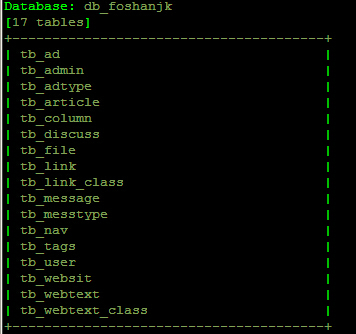 Database: db_foshanjk
[17 tables]
+---------------------------------------+
| tb_ad |
| tb_admin |
| tb_adtype |
| tb_article |
| tb_column |
| tb_discuss |
| tb_file |
| tb_link |
| tb_link_class |
| tb_message |
| tb_messtype |
| tb_nav |
| tb_tags |
| tb_user |
| tb_websit |
| tb_webtext |
| tb_webtext_class |
+---------------------------------------+